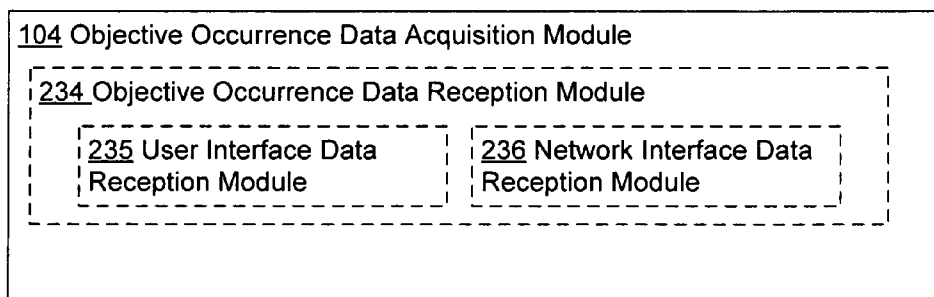 104 Objective Occurrence Data Acquisition Module
234 Objective Occurrence Data Reception Module
235 User Interface Data
Reception Module
236 Network Interface Data
Reception Module